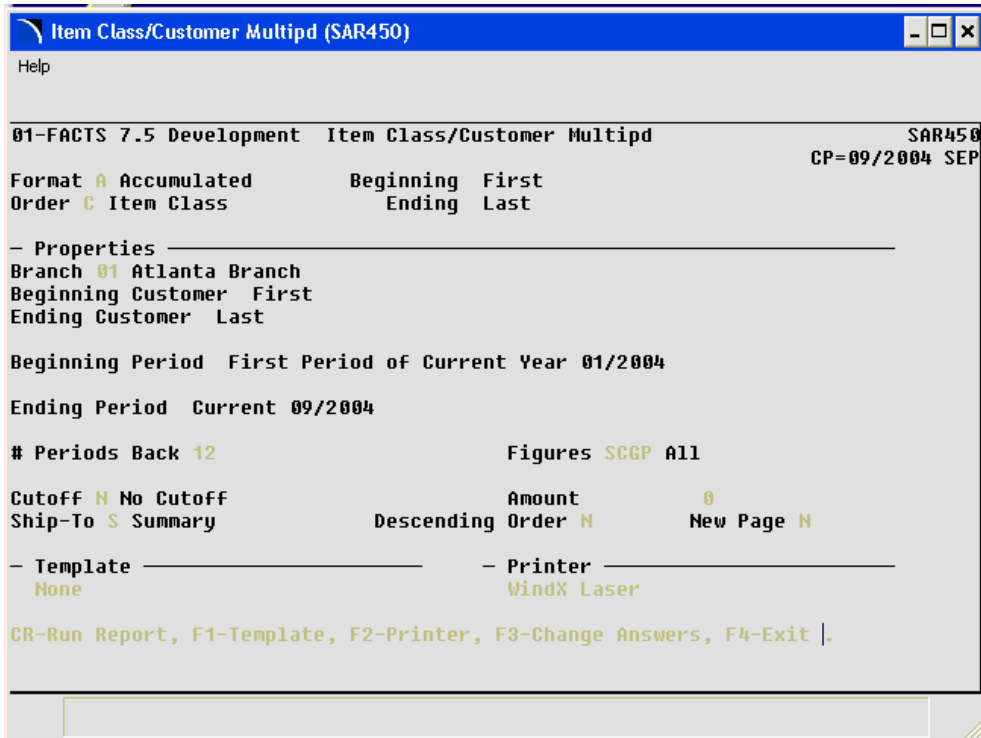 Item Class/Customer Multipd (SAR450)
Help
01-FACTS 7.5 Development Item Class/Customer Multipd SAR450
CP=09/2004 SEP
Format A Accumulated Beginning First
Order C Item Class Ending Last
Properties
Branch 01 Atlanta Branch
Beginning Customer First
Ending Customer Last
Beginning Period First Period of Current Year 01/2004
Ending Period Current 09/2004
# Periods Back 12 Figures SCGP All
Cutoff N No Cutoff Amount 0
Ship-To S Summary Descending Order N New Page N
Template Printer
None WindX Laser
CR-Run Report, F1-Template, F2-Printer, F3-Change Answers, F4-Exit .